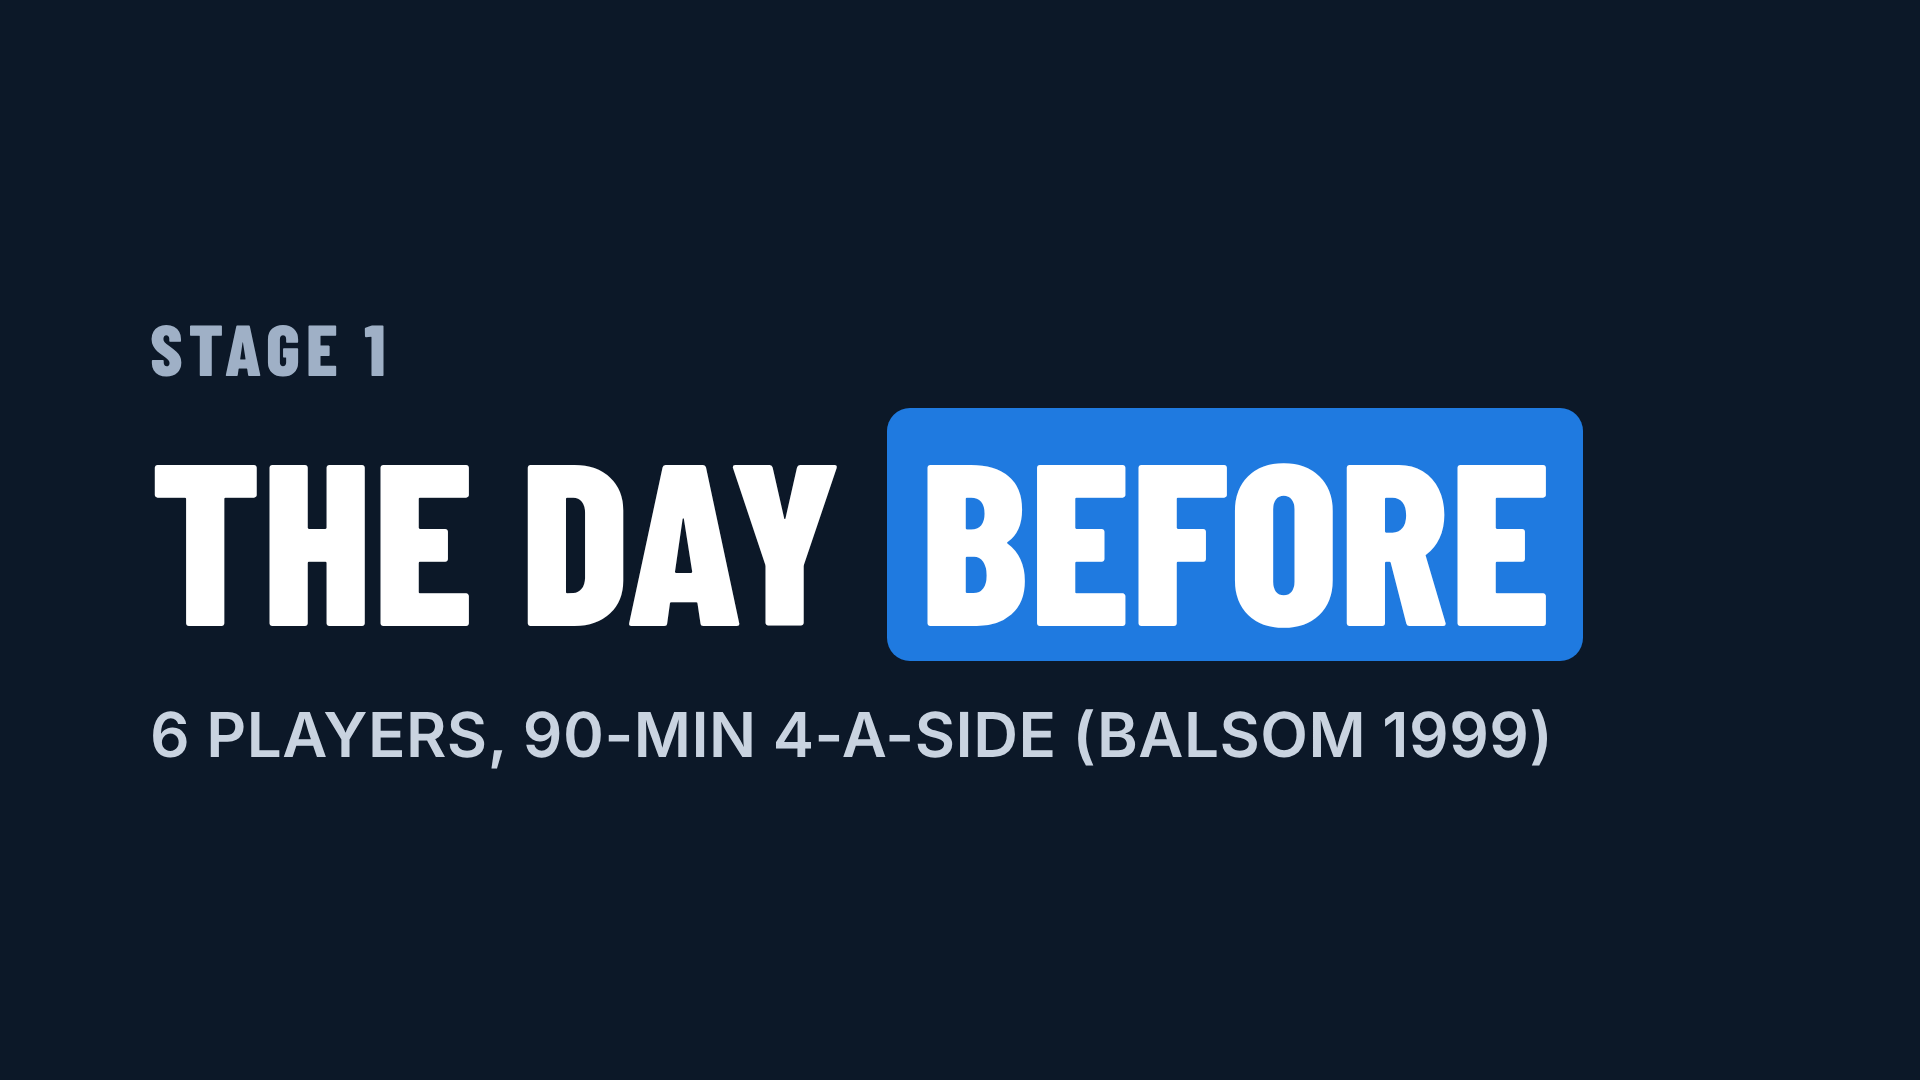 STAGE 1
THE DAY BEFORE
6 PLAYERS, 90-MIN 4-A-SIDE (BALSOM 1999)